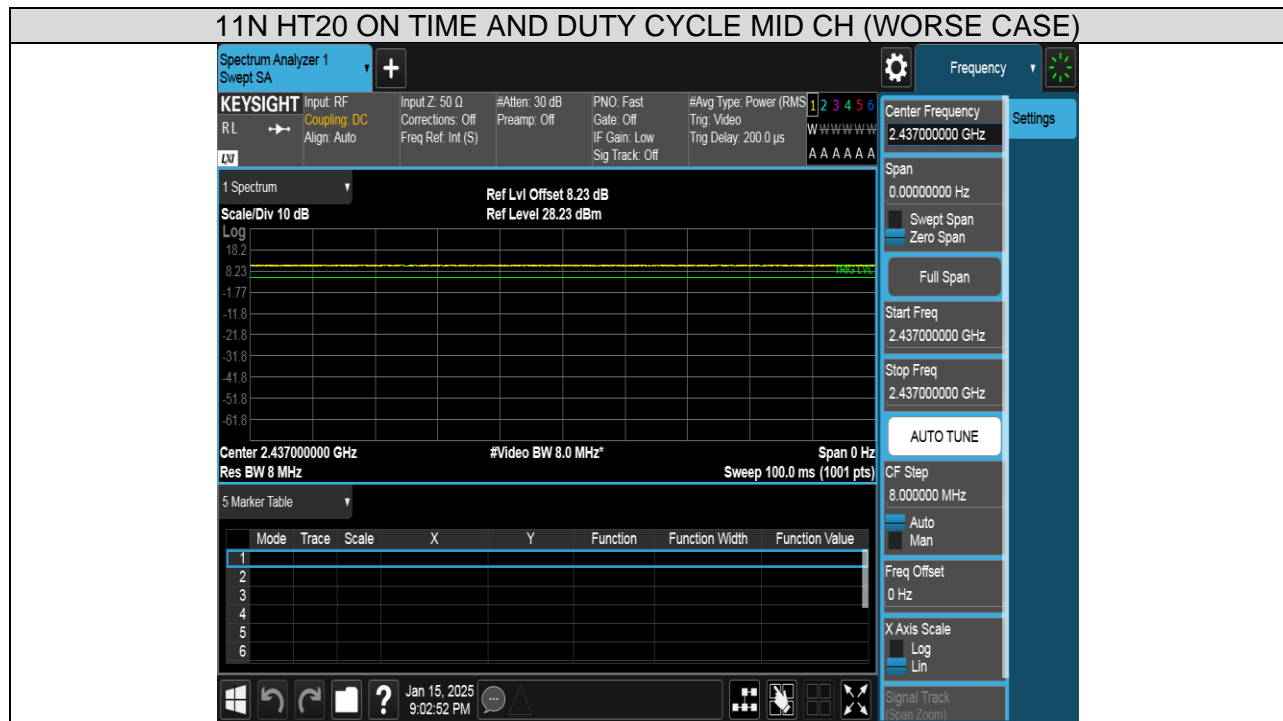 11N HT20 ON TIME AND DUTY CYCLE MID CH (WORSE CASE)
Spectrum Analyzer 1
Swept SA
+
Frequency
KEYSIGHT
RL
LXI
Input: RF
Coupling: DC
Align: Auto
Input Z: 50 Ω
Corrections: Off
Freq Ref: Int (S)
#Atten: 30 dB
Preamp: Off
PNO: Fast
Gate: Off
IF Gain: Low
Sig Track: Off
#Avg Type: Power (RMS
Trig: Video
Trig Delay: 200.0 µs
1 2 3 4 5 6
W W W W W W
A A A A A A
1 Spectrum
Scale/Div 10 dB
Ref Lvl Offset 8.23 dB
Ref Level 28.23 dBm
Log
18.2
8.23
-1.77
-11.8
-21.8
-31.8
-41.8
-51.8
-61.8
TRIG LVL
Center 2.437000000 GHz
#Video BW 8.0 MHz*
Span 0 Hz
Res BW 8 MHz
Sweep 100.0 ms (1001 pts)
5 Marker Table
Mode Trace Scale X Y Function Function Width Function Value
1
2
3
4
5
6
?
Jan 15, 2025
9:02:52 PM
Center Frequency
2.437000000 GHz
Settings
Span
0.00000000 Hz
Swept Span
Zero Span
Full Span
Start Freq
2.437000000 GHz
Stop Freq
2.437000000 GHz
AUTO TUNE
CF Step
8.000000 MHz
Auto
Man
Freq Offset
0 Hz
X Axis Scale
Log
Lin
Signal Track
(Span Zoom)